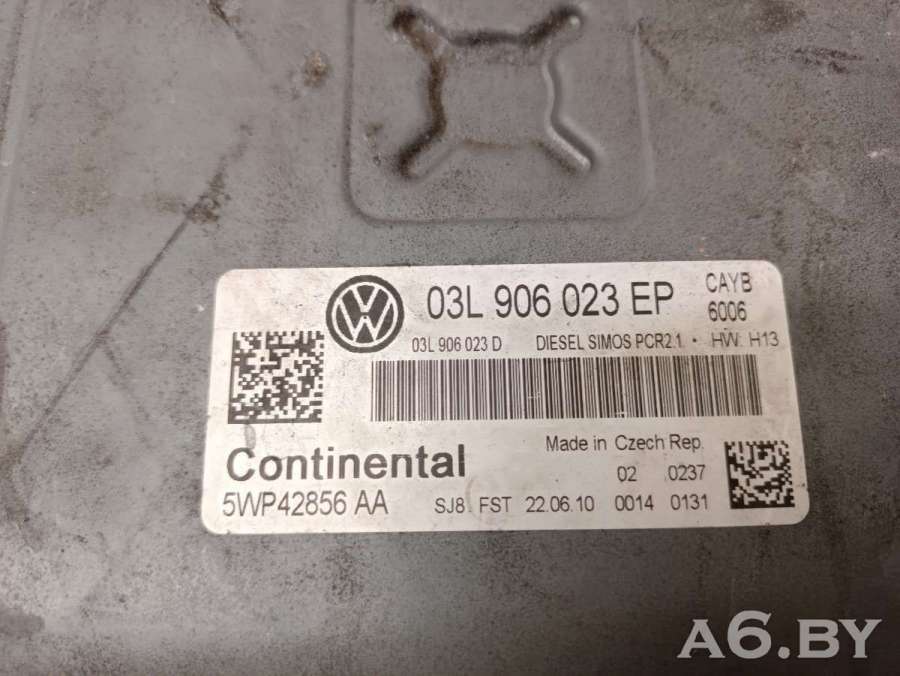 03L 906 023 EP
CAYB
6006
03L 906 023 D DIESEL SIMOS PCR2.1 • HW: H13
Continental
Made in Czech Rep.
02 0237
5WP42856 AA
SJ8 FST 22.06.10 0014 0131
A6.BY